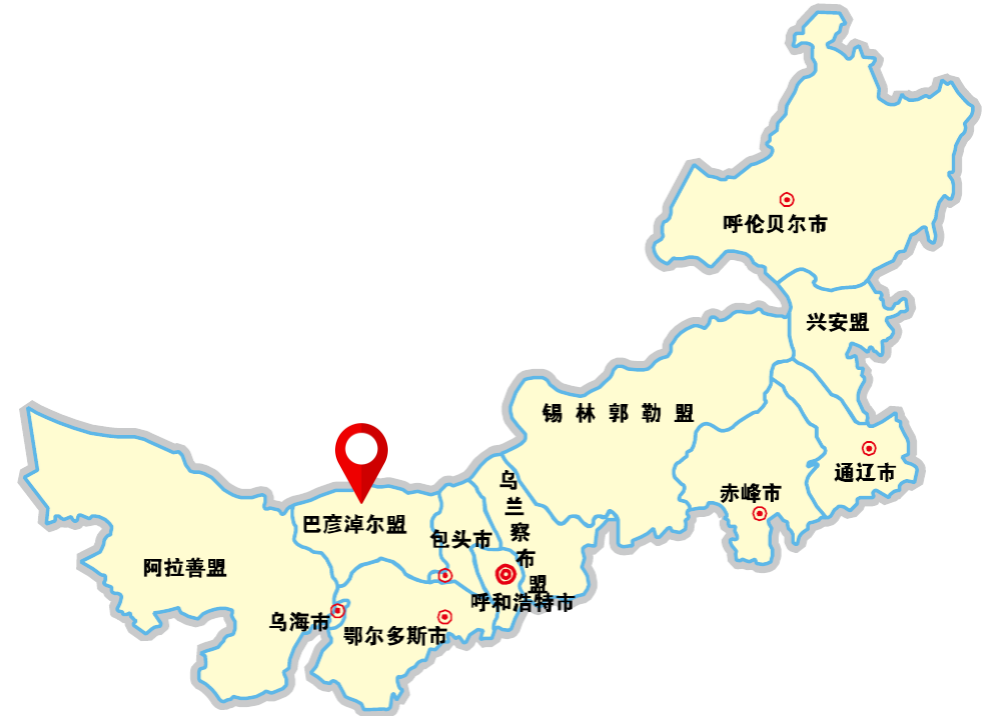 呼伦贝尔市
兴安盟
锡林郭勒盟
通辽市
赤峰市
乌兰察布盟
巴彦淖尔盟
包头市
阿拉善盟
呼和浩特市
乌海市
鄂尔多斯市